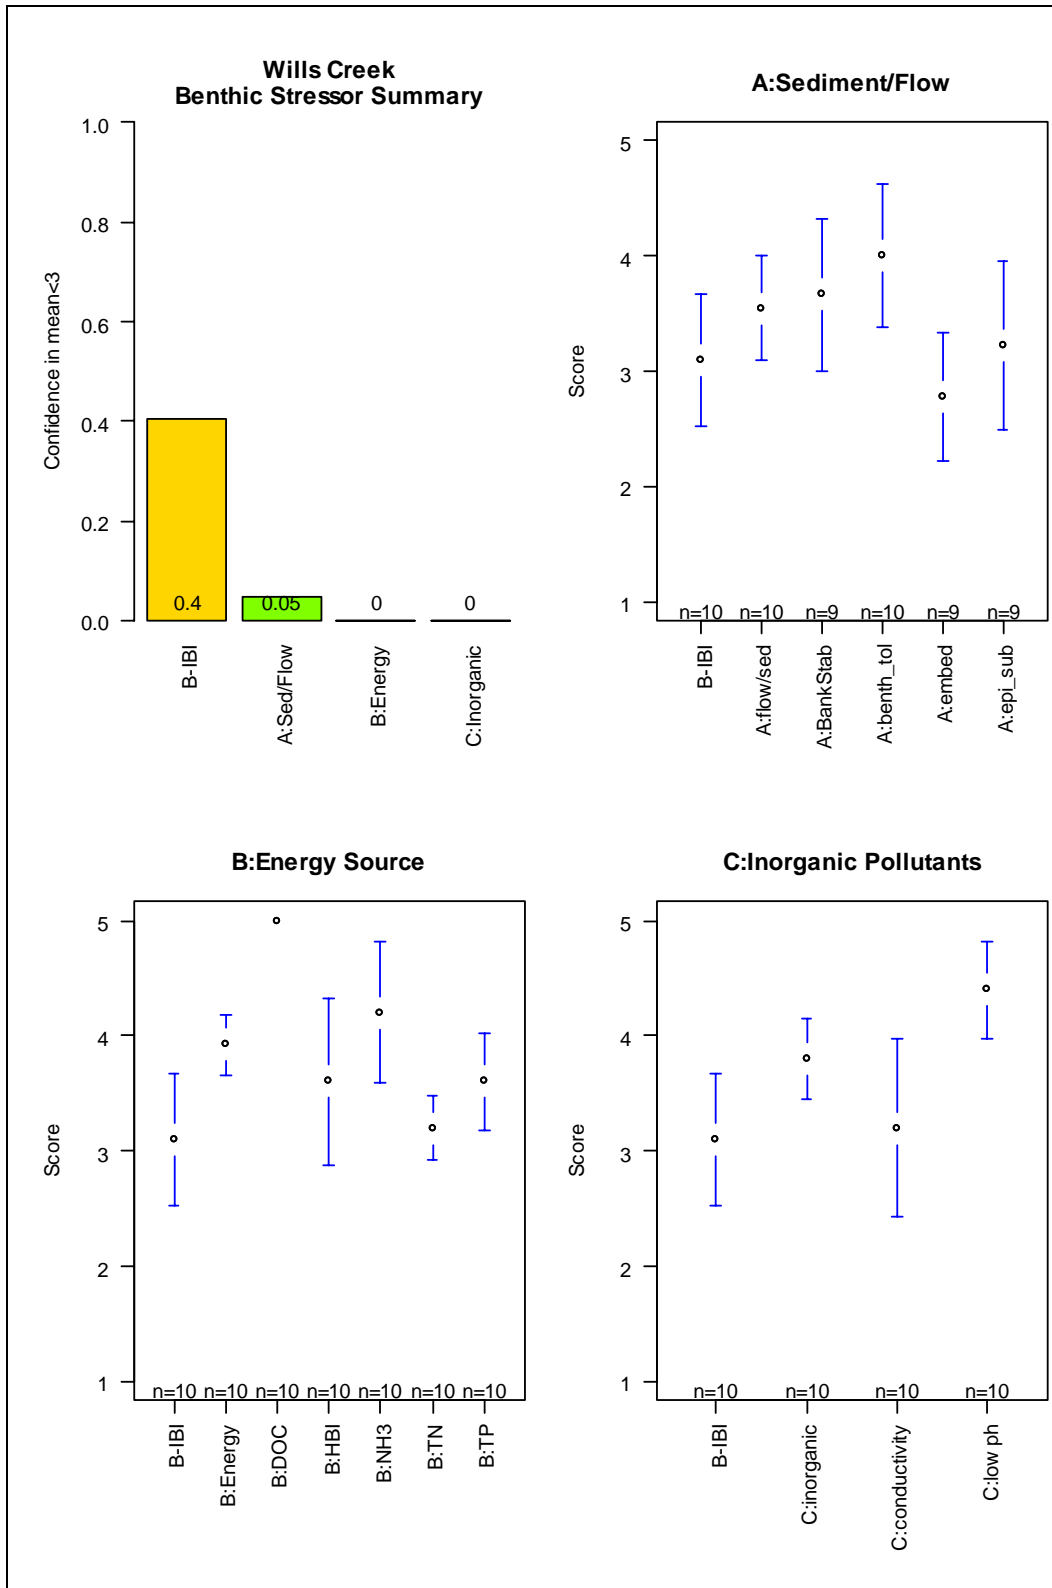 Wills Creek
Benthic Stressor Summary
Confidence in mean<3
1.0
0.8
0.6
0.4
0.2
0.0
0.4
0.05
0
0
B-IBI
A:Sed/Flow
B:Energy
C:Inorganic
A:Sediment/Flow
Score
5
4
3
2
1
n=10
n=10
n=9
n=10
n=9
n=9
B-IBI
A:flow/sed
A:BankStab
A:benth_tol
A:embed
A:epi_sub
B:Energy Source
Score
5
4
3
2
1
n=10
n=10
n=10
n=10
n=10
n=10
n=10
B-IBI
B:Energy
B:DOC
B:HBI
B:NH3
B:TN
B:TP
C:Inorganic Pollutants
Score
5
4
3
2
1
n=10
n=10
n=10
n=10
B-IBI
C:inorganic
C:conductivity
C:low ph